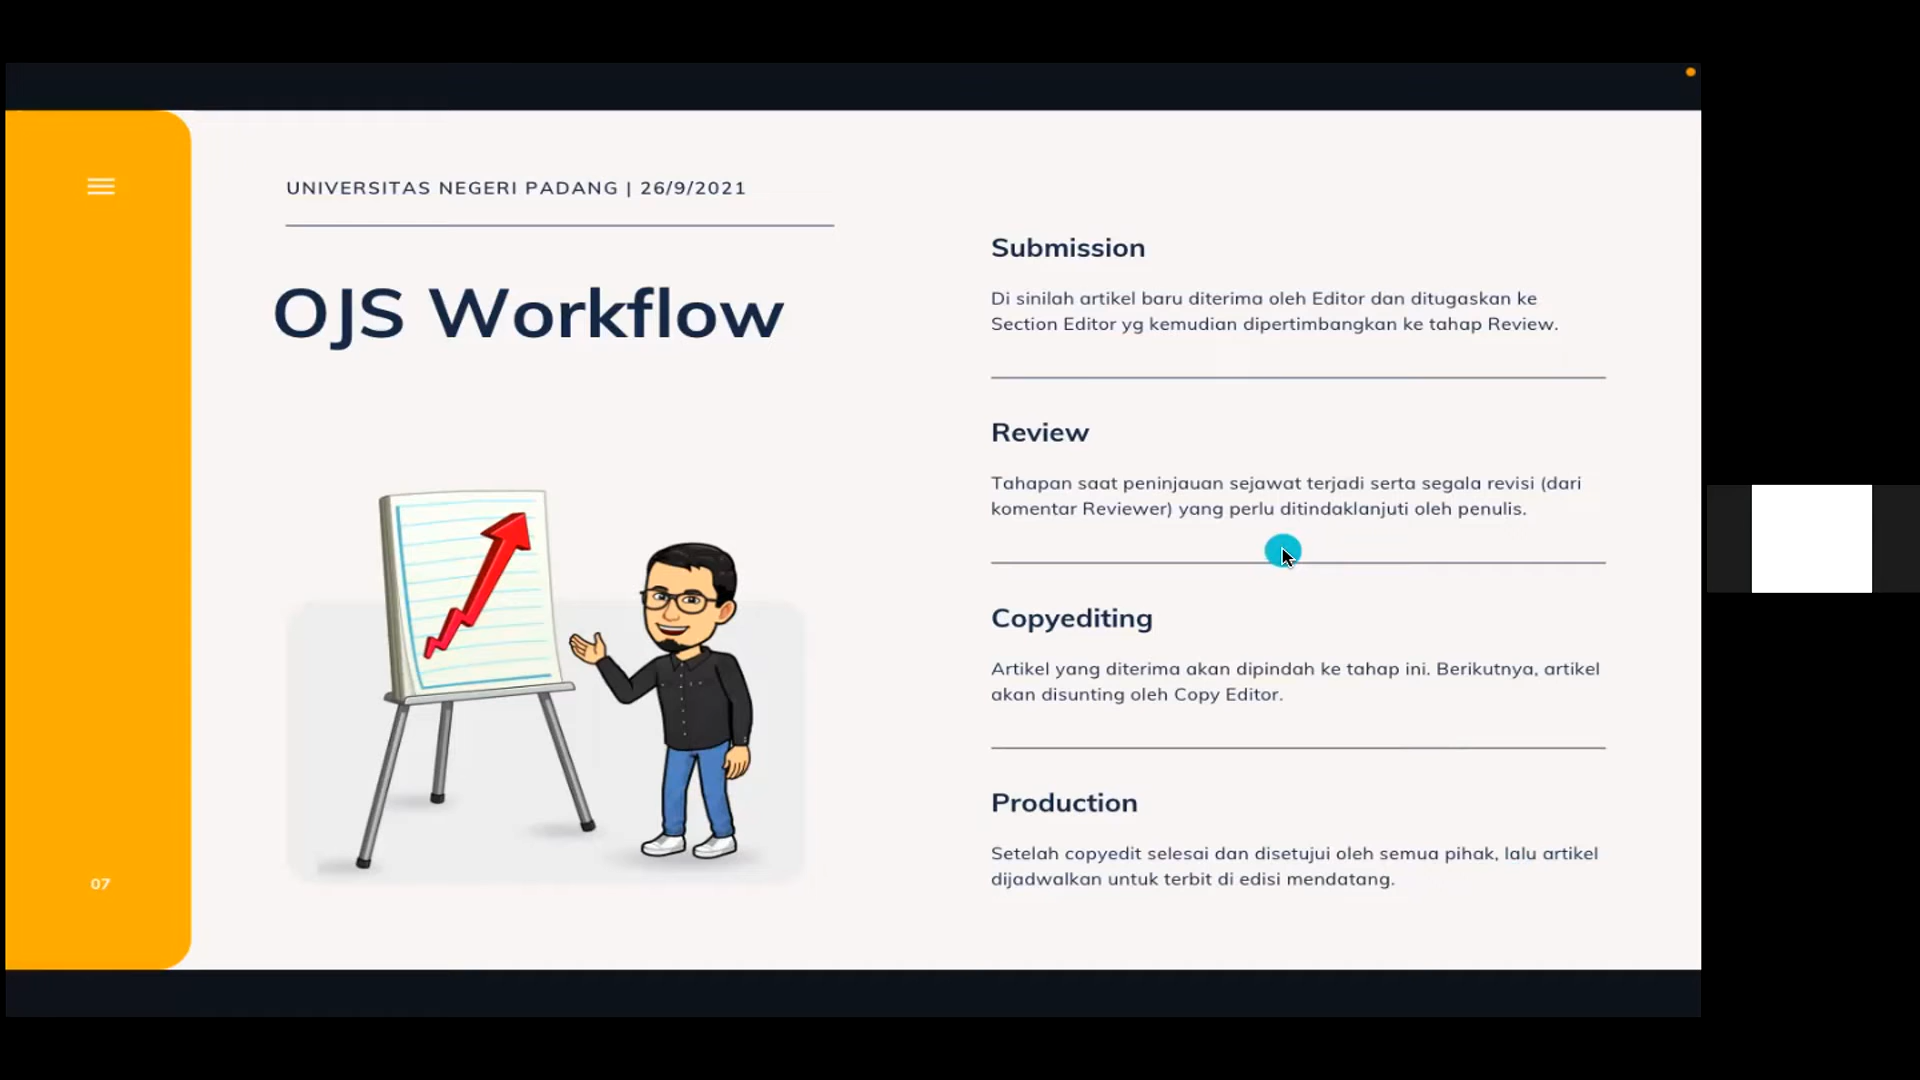 UNIVERSITAS NEGERI PADANG | 26/9/2021
OJS Workflow
07
Submission
Di sinilah artikel baru diterima oleh Editor dan ditugaskan ke
Section Editor yg kemudian dipertimbangkan ke tahap Review.
Review
Tahapan saat peninjauan sejawat terjadi serta segala revisi (dari
komentar Reviewer) yang perlu ditindaklanjuti oleh penulis.
Copyediting
Artikel yang diterima akan dipindah ke tahap ini. Berikutnya, artikel
akan disunting oleh Copy Editor.
Production
Setelah copyedit selesai dan disetujui oleh semua pihak, lalu artikel
dijadwalkan untuk terbit di edisi mendatang.